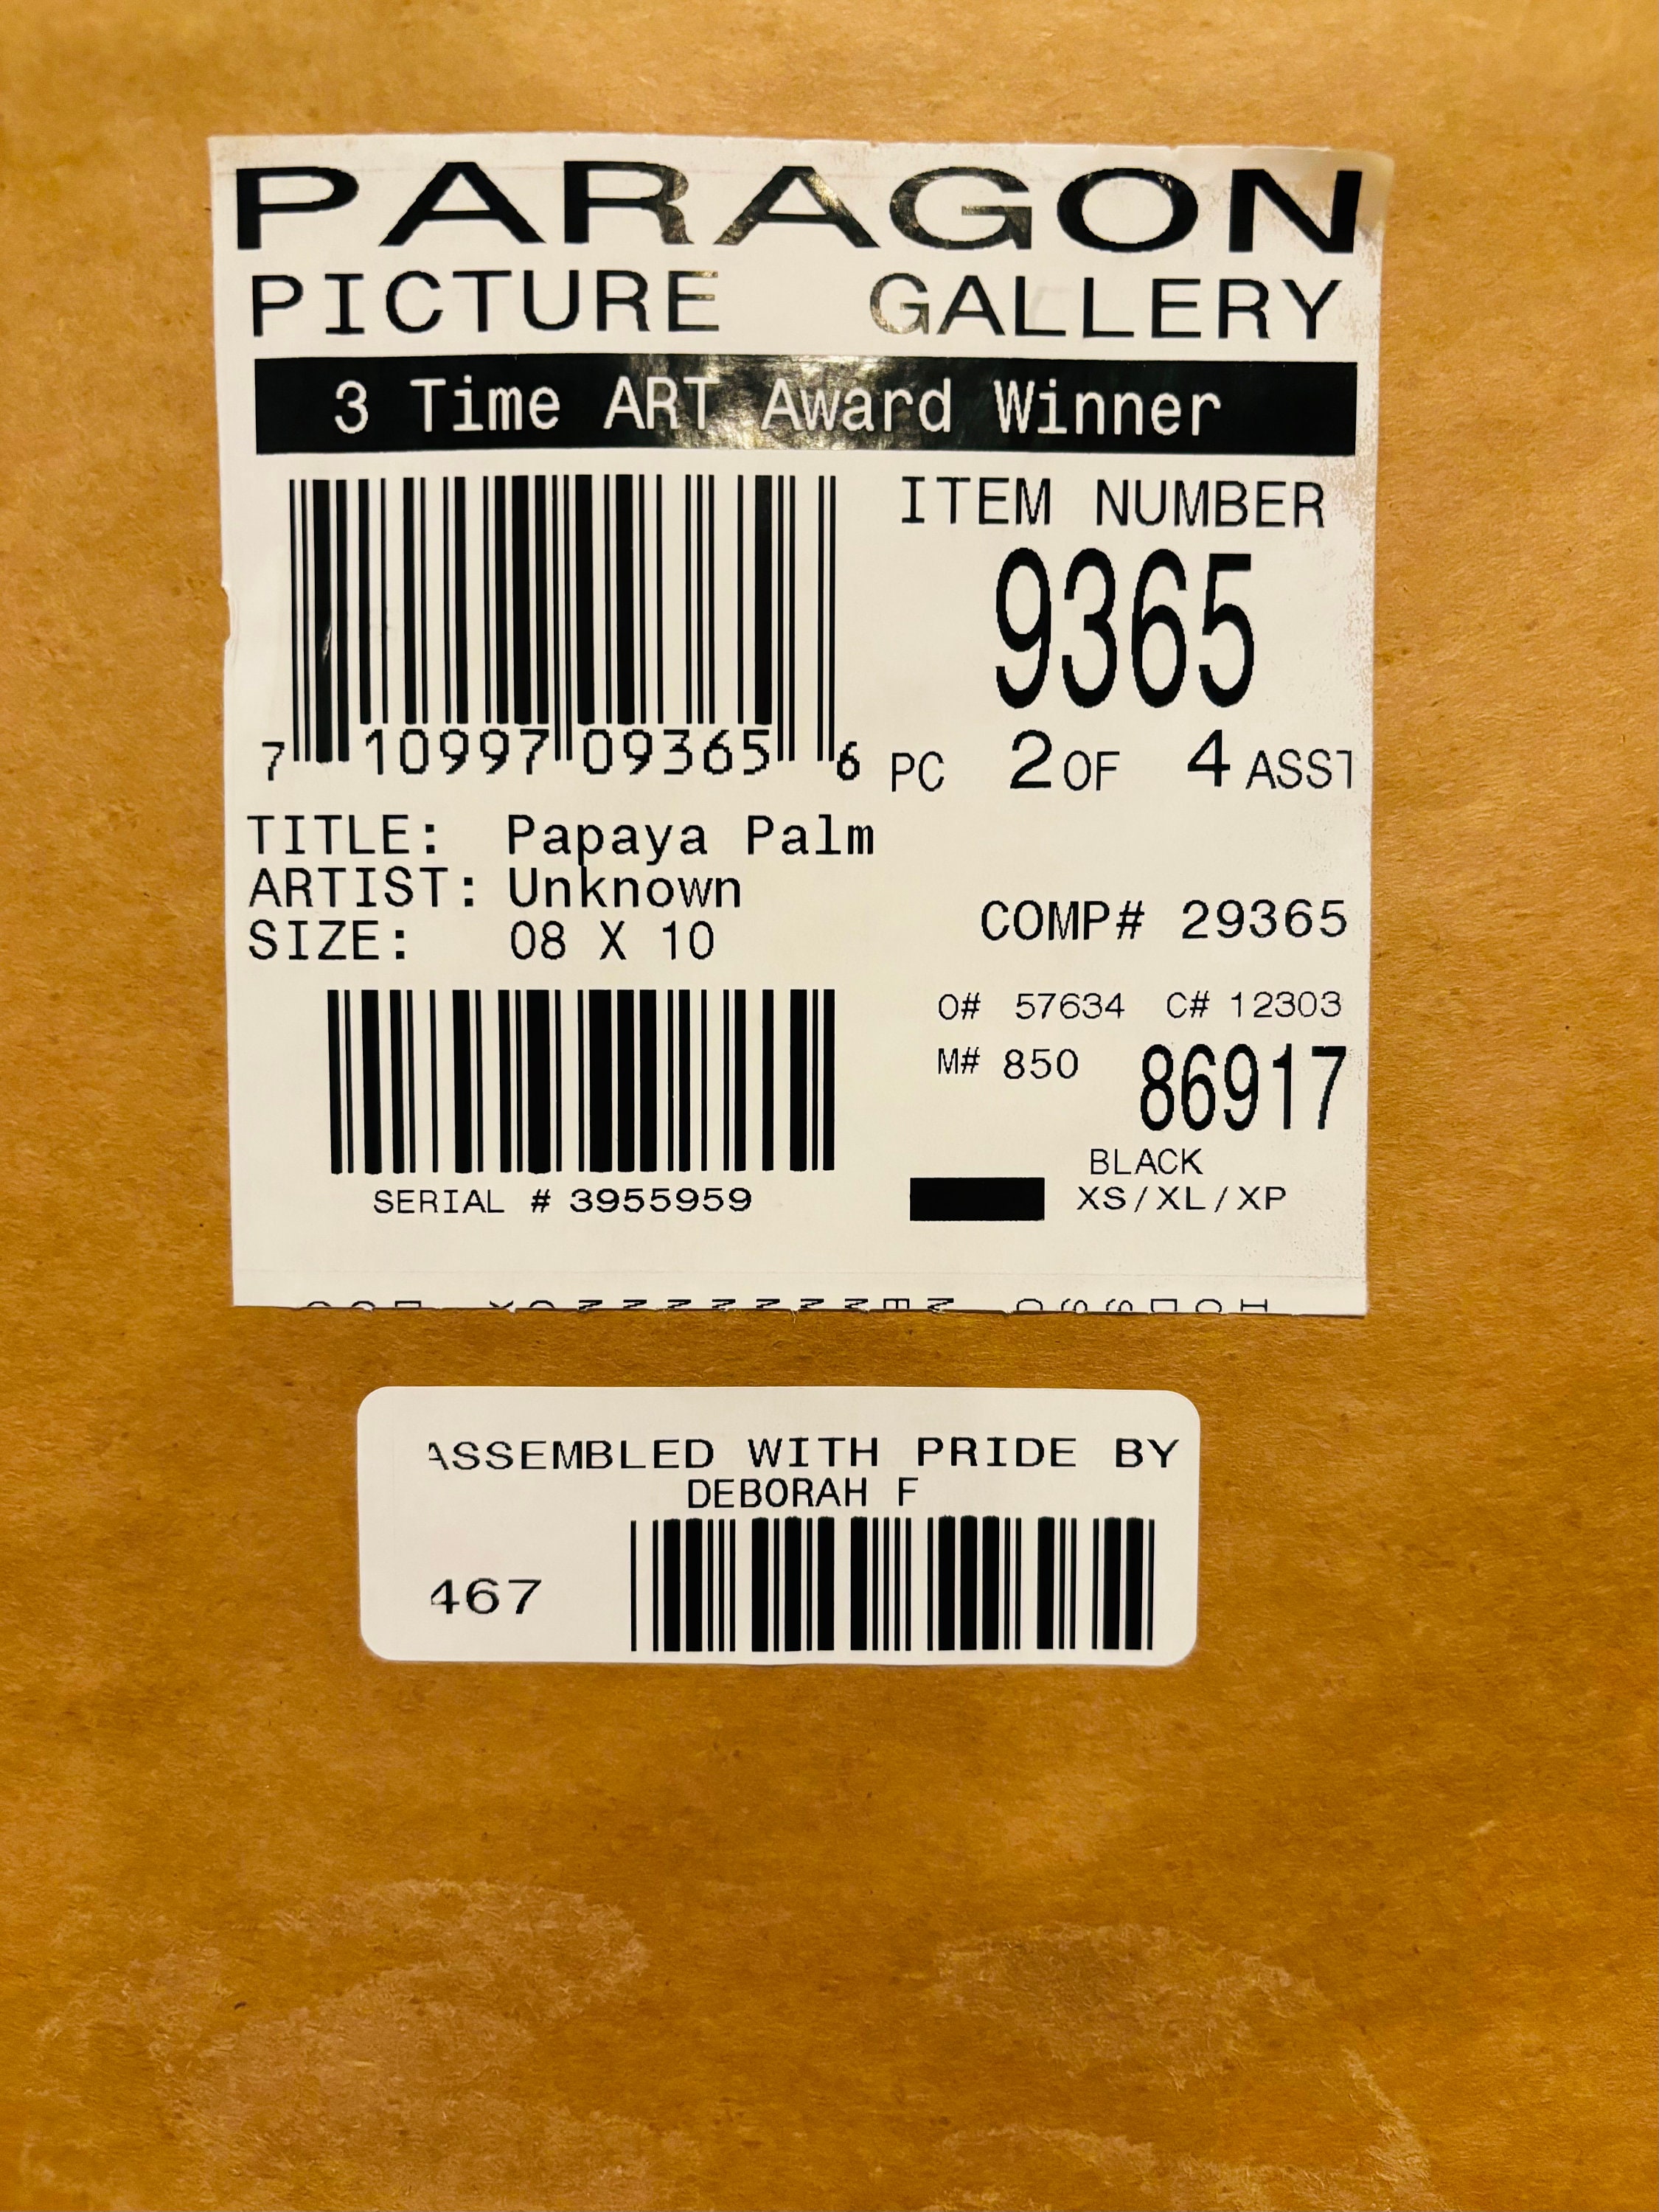 PARAGON
PICTURE GALLERY
3 Time ART Award Winner
ITEM NUMBER
9365
7 10997 09365 6
PC 2 OF 4 ASST
TITLE: Papaya Palm
ARTIST: Unknown
SIZE: 08 X 10
COMP# 29365
O# 57634 C# 12303
M# 850 86917
BLACK
XS/XL/XP
SERIAL # 3955959
ASSEMBLED WITH PRIDE BY
DEBORAH F
467